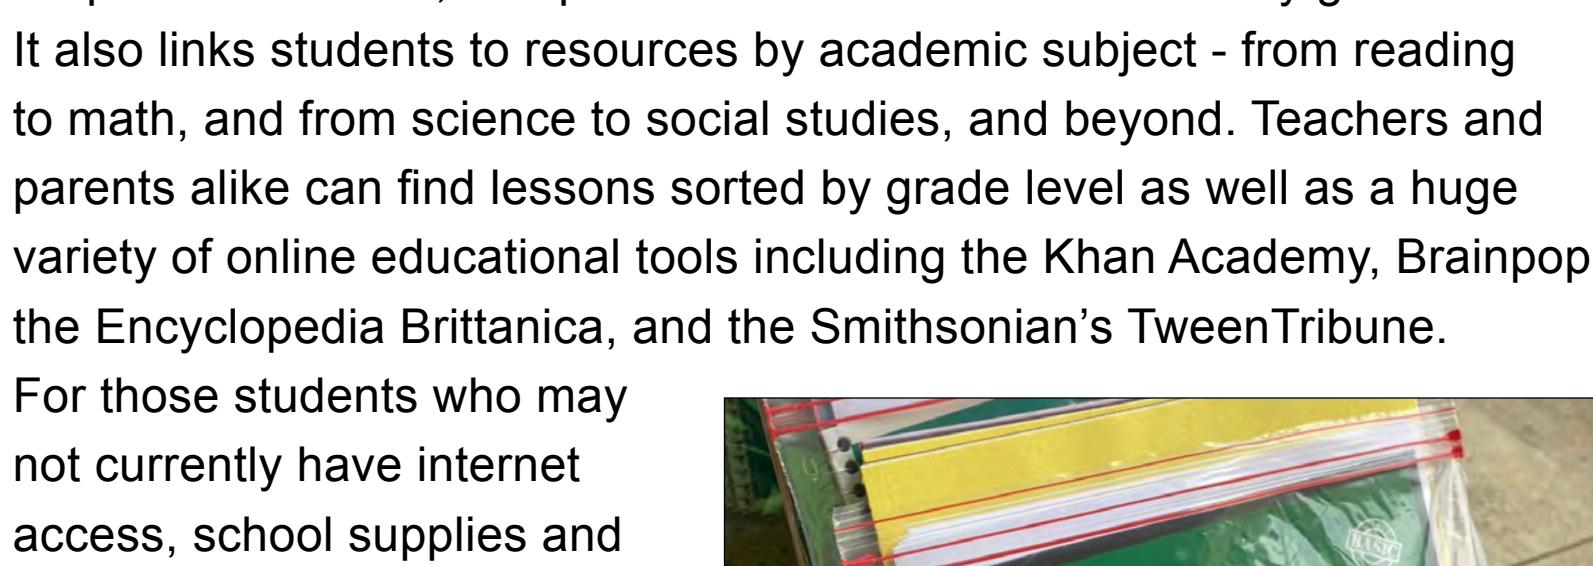 It also links students to resources by academic subject - from reading
to math, and from science to social studies, and beyond. Teachers and
parents alike can find lessons sorted by grade level as well as a huge
variety of online educational tools including the Khan Academy, Brainpop
the Encyclopedia Brittanica, and the Smithsonian’s TweenTribune.
For those students who may
not currently have internet
access, school supplies and
BASIC